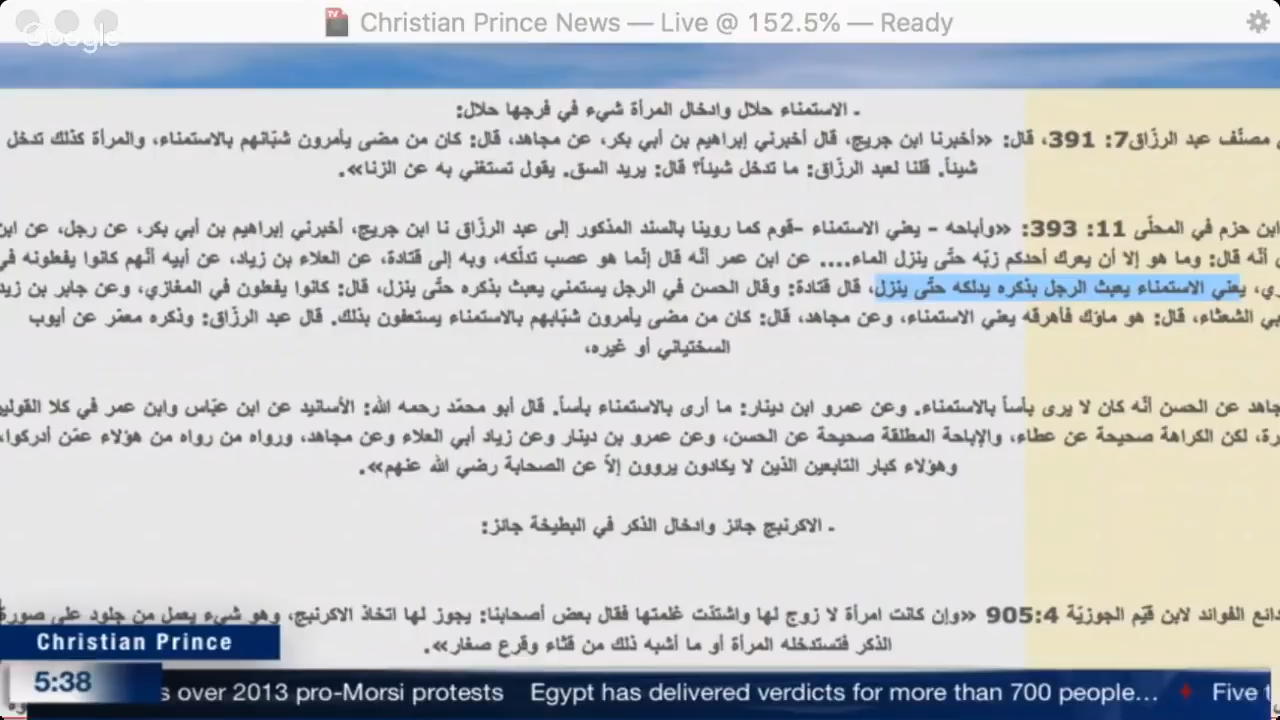 Christian Prince News — Live @ 152.5% — Ready
Google
- الاستمناء حلال وادخال المرأة شيء في فرجها حلال:
مصنّف عبد الرزّاق7: 391، قال: «أخبرنا ابن جريج، قال أخبرني إبراهيم بن أبي بكر، عن مجاهد، قال: كان من مضى يأمرون شبّانهم بالاستمناء، والمرأة كذلك تدخل
شيئاً. قلنا لعبد الرزّاق: ما تدخل شيئاً؟ قال: يريد السق. يقول تستغني به عن الزنا».
ابن حزم في المحلّى 11: 393: «وأباحه - يعني الاستمناء -قوم كما روينا بالسند المذكور إلى عبد الرزّاق نا ابن جريج، أخبرني إبراهيم بن أبي بكر، عن رجل، عن ابن
أنّه قال: وما هو إلا أن يعرك أحدكم زبّه حتّى ينزل الماء.... عن ابن عمر أنّه قال إنّما هو عصب تدلّكه، وبه إلى قتادة، عن العلاء بن زياد، عن أبيه أنّهم كانوا يفعلونه في
يعني الاستمناء يعبث الرجل بذكره يدلكه حتّى ينزل، قال قتادة: وقال الحسن في الرجل يستمني يعبث بذكره حتّى ينزل، قال: كانوا يفعلون في المغازي، وعن جابر بن زيد
بي الشعثاء، قال: هو ماؤك فأهرقه يعني الاستمناء، وعن مجاهد، قال: كان من مضى يأمرون شبّابهم بالاستمناء يستعفون بذلك. قال عبد الرزّاق: وذكره معمّر عن أيوب
السختياني أو غيره،
جاهد عن الحسن أنّه كان لا يرى بأساً بالاستمناء. وعن عمرو ابن دينار: ما أرى بالاستمناء بأساً. قال أبو محمّد رحمه الله: الأسانيد عن ابن عبّاس وابن عمر في كلا القولين
رة، لكن الكراهة صحيحة عن عطاء، والإباحة المطلقة صحيحة عن الحسن، وعن عمرو بن دينار وعن زياد أبي العلاء وعن مجاهد، ورواه من رواه من هؤلاء عمّن أدركوا،
وهؤلاء كبار التابعين الذين لا يكادون يروون إلاّ عن الصحابة رضي الله عنهم».
- الاكرنبج جائز وادخال الذكر في البطيخة جائز:
دائع الفوائد لابن قيّم الجوزيّة 905:4 «وإن كانت امرأة لا زوج لها واشتدّت غلمتها فقال بعض أصحابنا: يجوز لها اتخاذ الاكرنبج، وهو شيء يعمل من جلود على صورة
الذكر فتستدخله المرأة أو ما أشبه ذلك من قثّاء وقرع صغار».
Christian Prince
5:38
s over 2013 pro-Morsi protests Egypt has delivered verdicts for more than 700 people... Five t